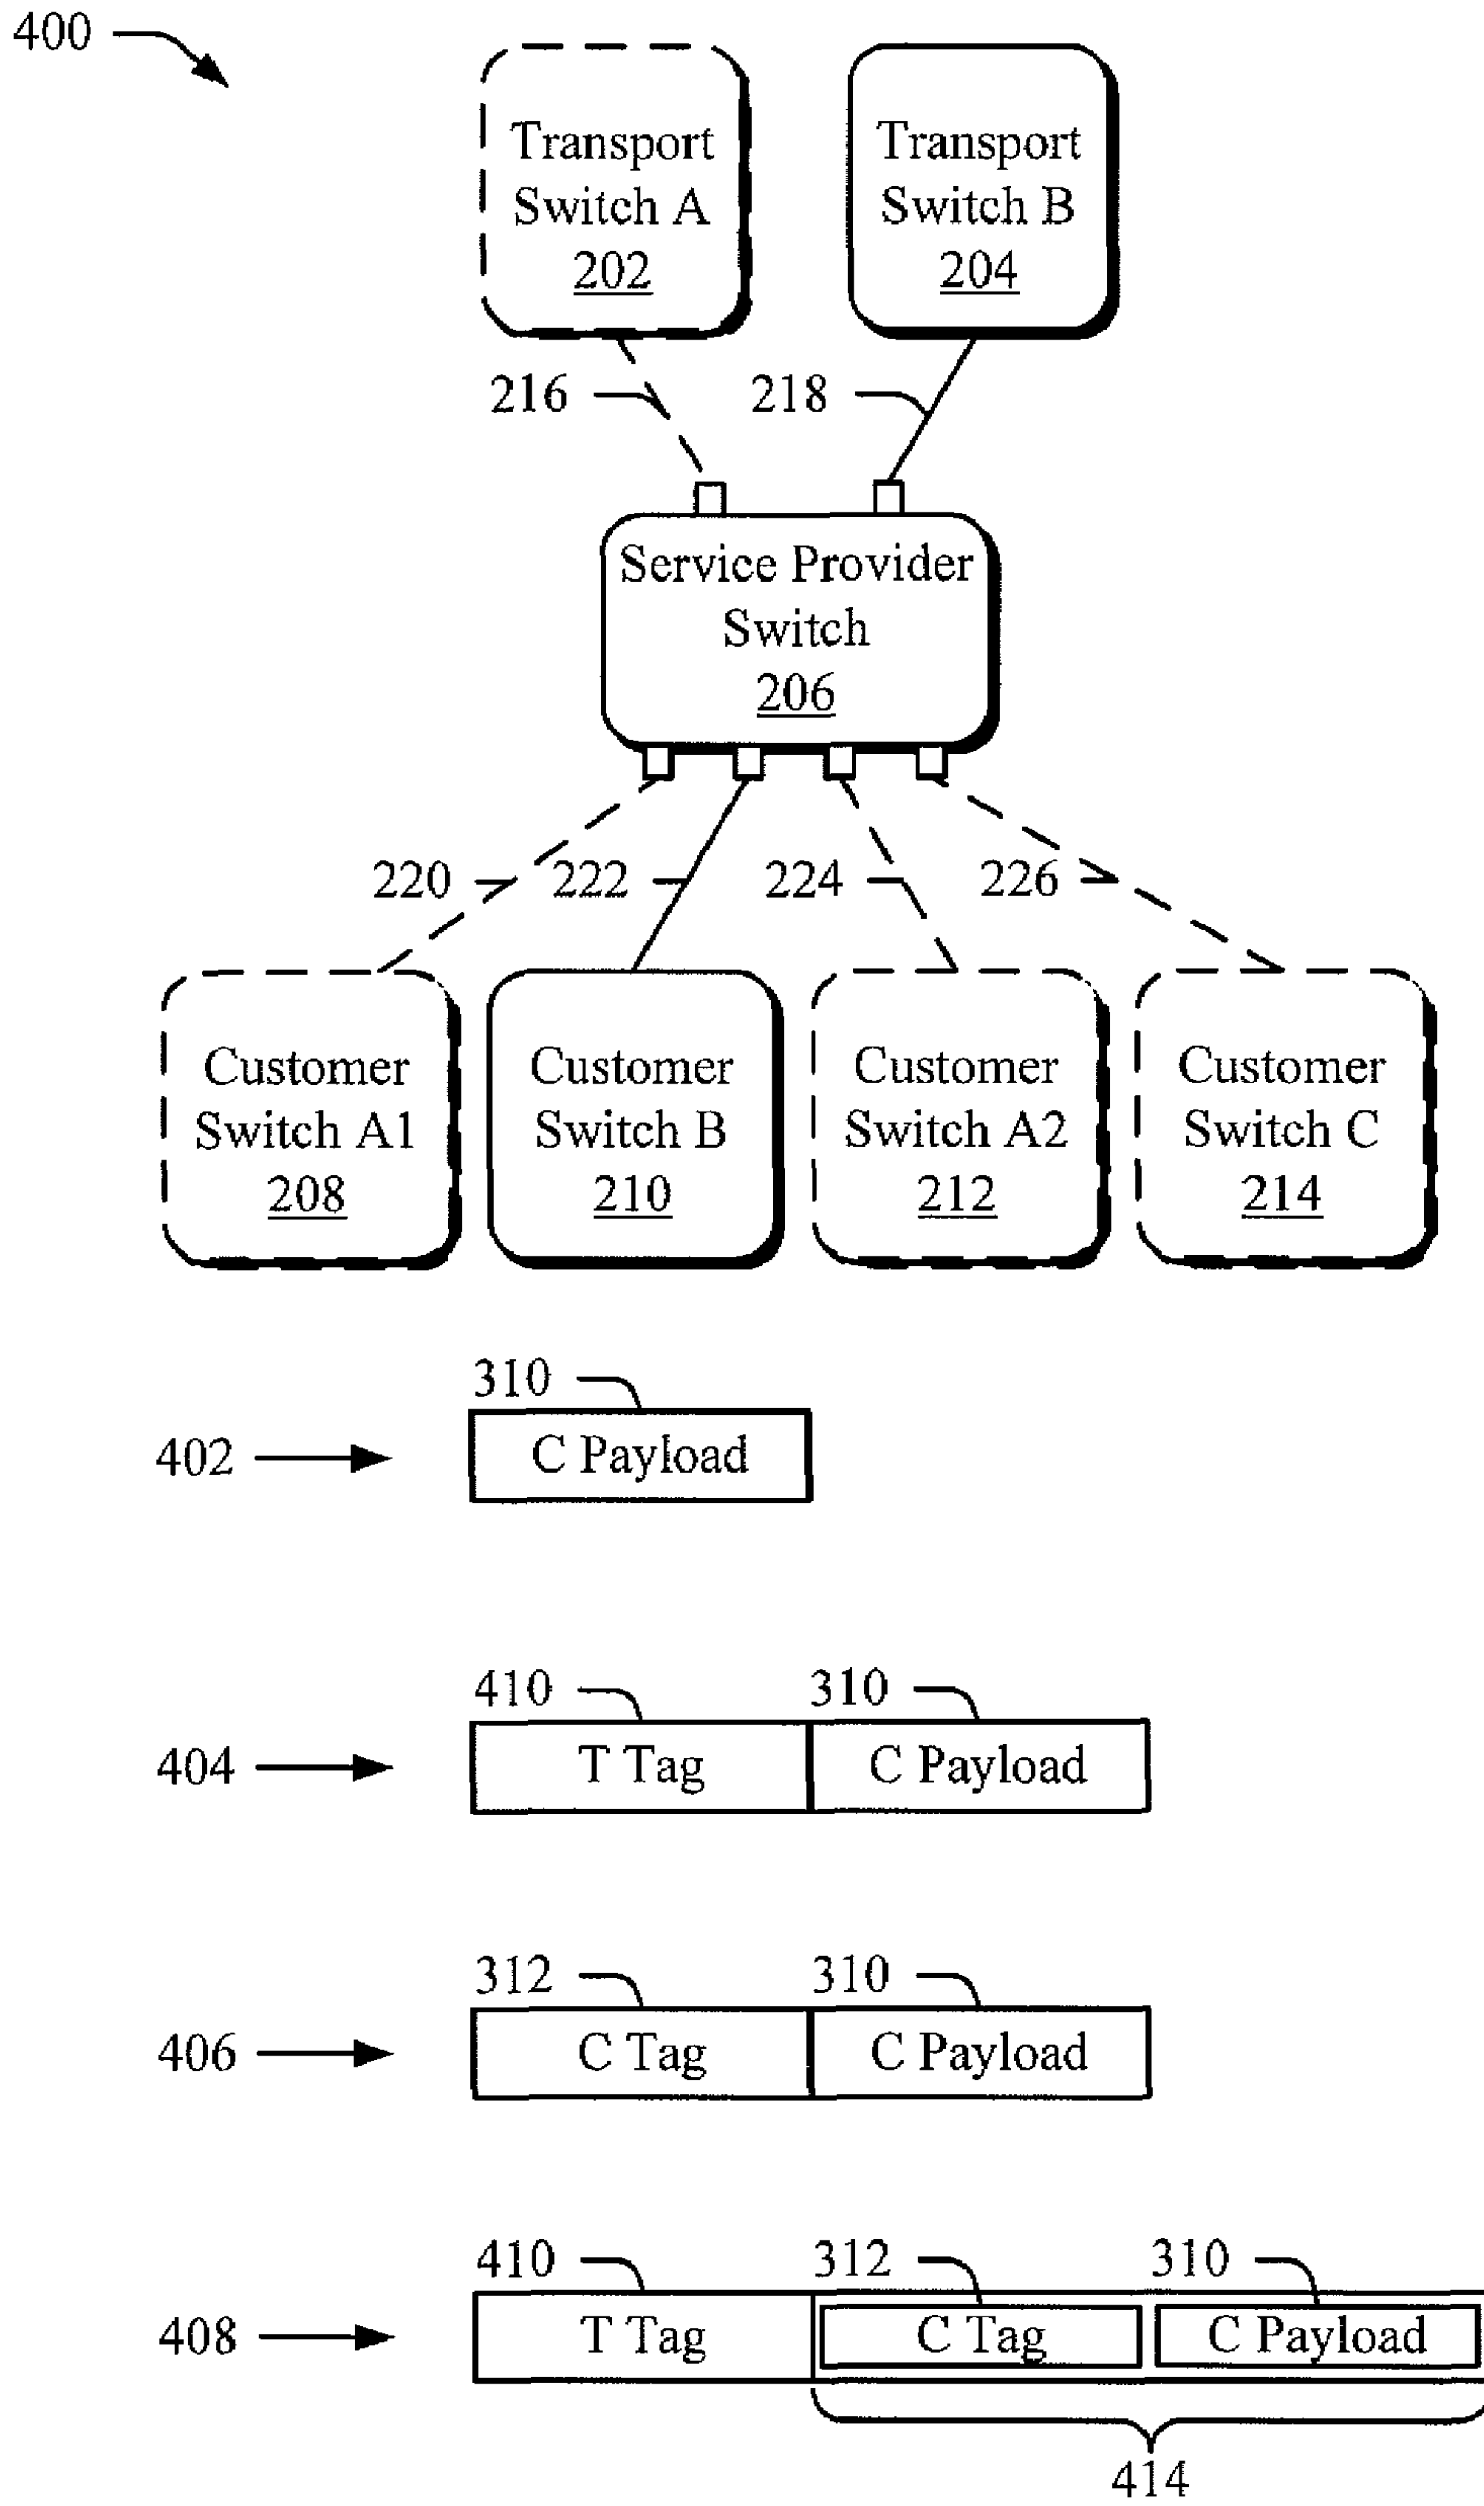 400
Transport
Switch A
202
Transport
Switch B
204
216
218
Service Provider
Switch
206
220
222
224
226
Customer
Switch A1
208
Customer
Switch B
210
Customer
Switch A2
212
Customer
Switch C
214
310
402
C Payload
410
310
404
T Tag
C Payload
312
310
406
C Tag
C Payload
410
312
310
408
T Tag
C Tag
C Payload
414